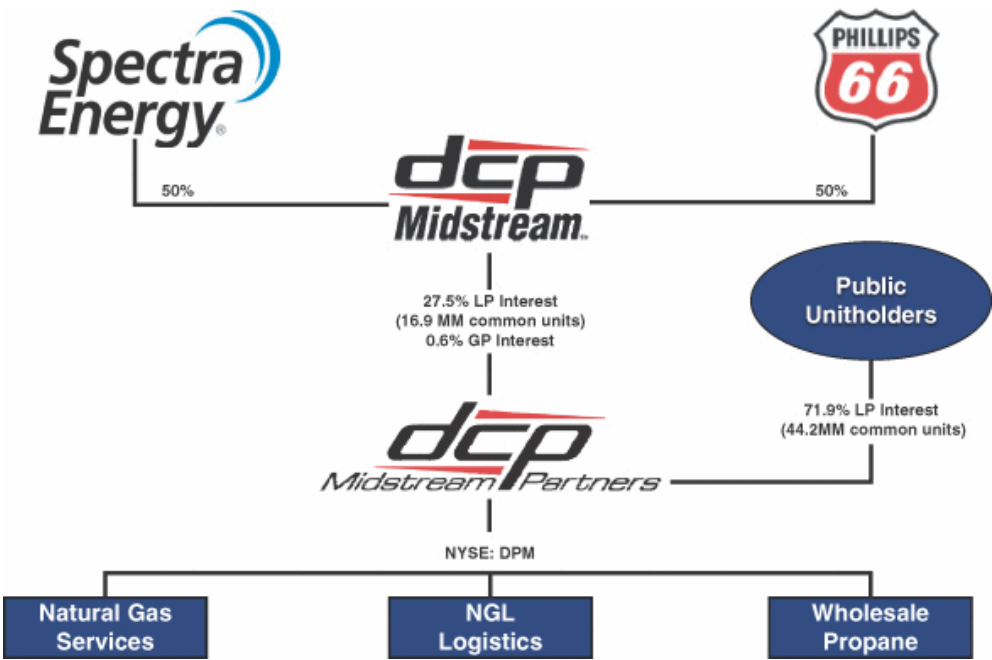 Spectra
Energy®
PHILLIPS
66
50%
dcp
Midstream™
50%
27.5% LP Interest
(16.9 MM common units)
0.6% GP Interest
Public
Unitholders
71.9% LP Interest
(44.2MM common units)
dcp
Midstream Partners
NYSE: DPM
Natural Gas
Services
NGL
Logistics
Wholesale
Propane